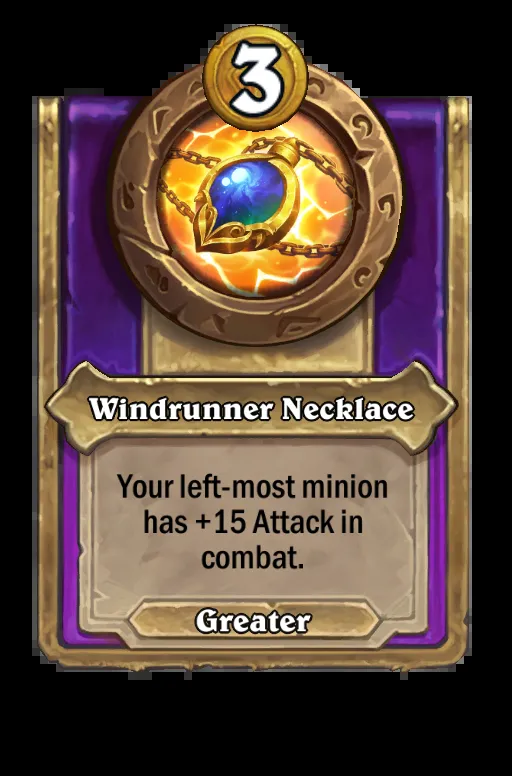 3
Windrunner Necklace
Your left-most minion
has +15 Attack in
combat.
Greater